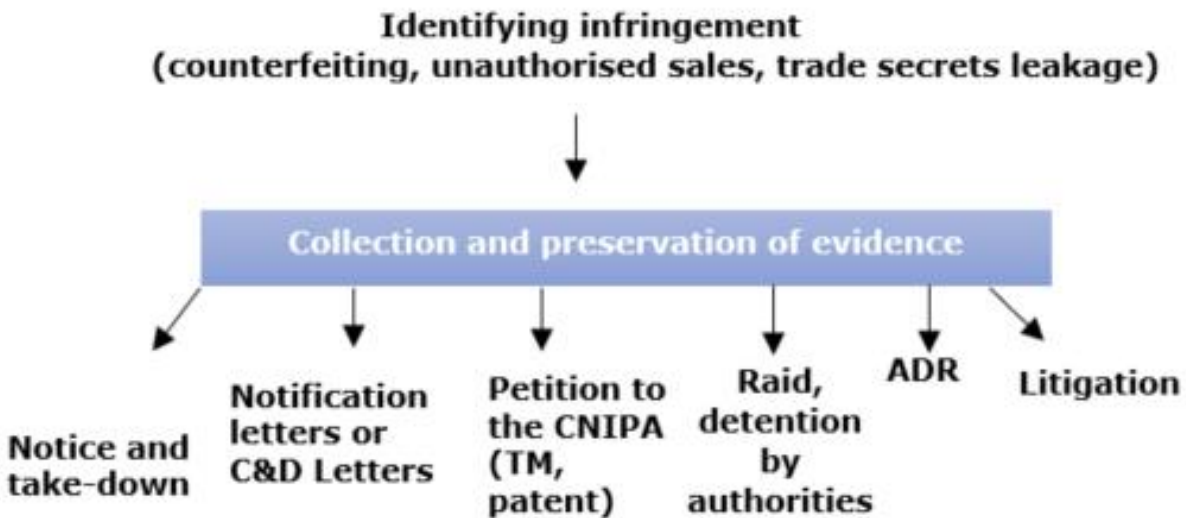 Identifying infringement
(counterfeiting, unauthorised sales, trade secrets leakage)
Collection and preservation of evidence
Notice and
take-down
Notification
letters or
C&D Letters
Petition to
the CNIPA
(TM,
patent)
Raid,
detention
by
authorities
ADR
Litigation